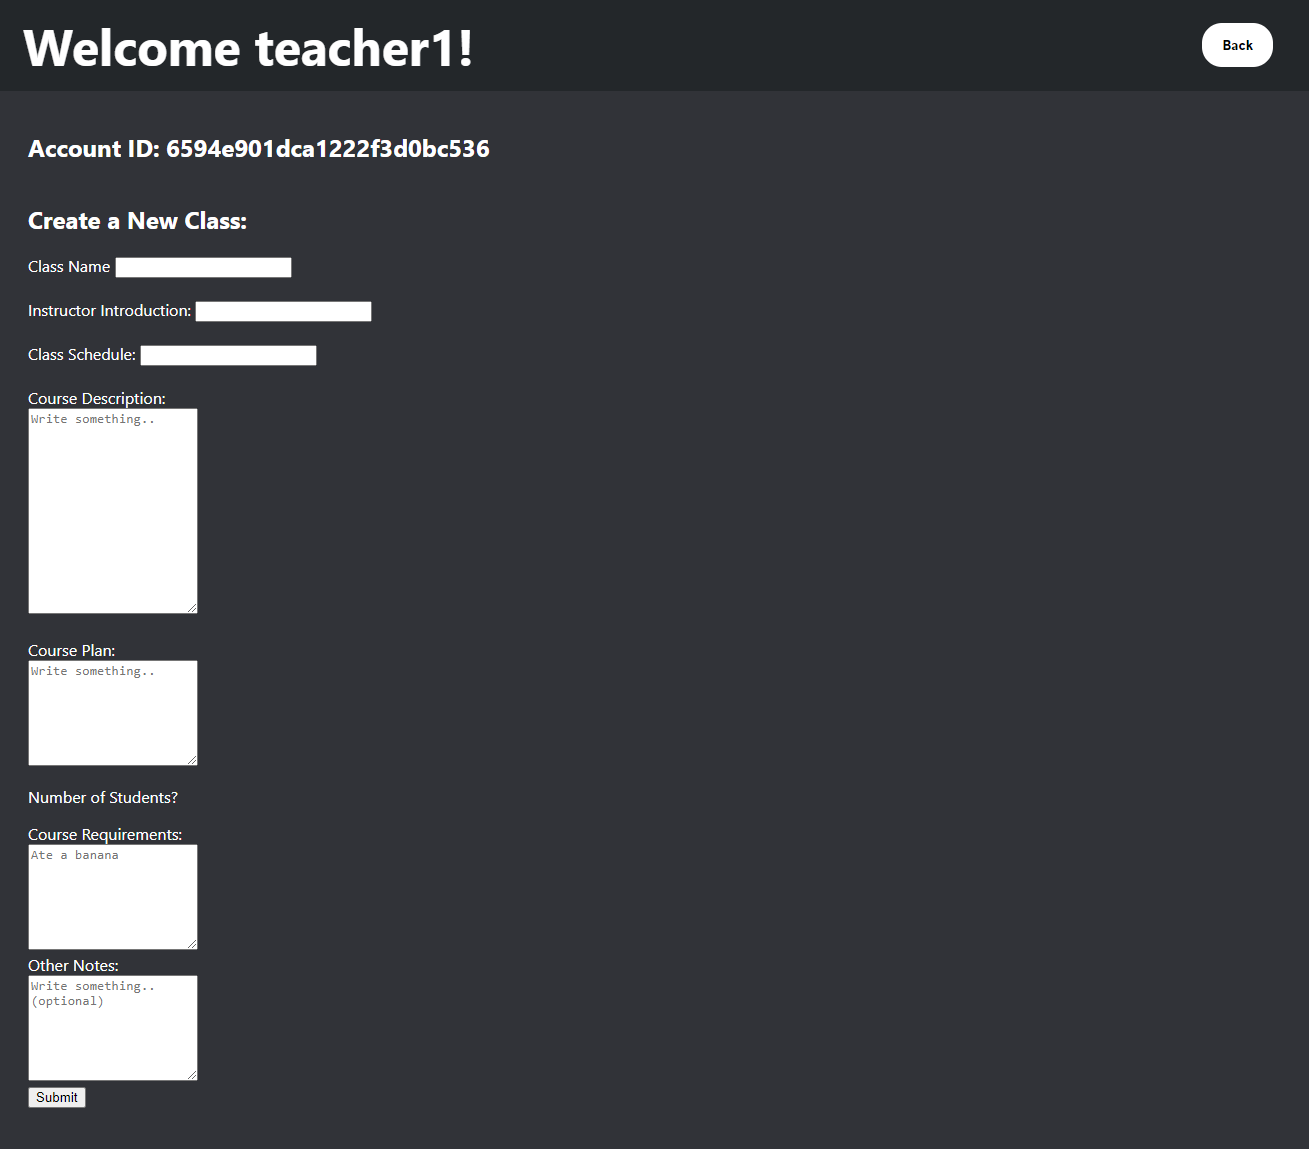 Welcome teacher1!
Back
Account ID: 6594e901dca1222f3d0bc536
Create a New Class:
Class Name
Instructor Introduction:
Class Schedule:
Course Description:
Write something..
Course Plan:
Write something..
Number of Students?
Course Requirements:
Ate a banana
Other Notes:
Write something..
(optional)
Submit